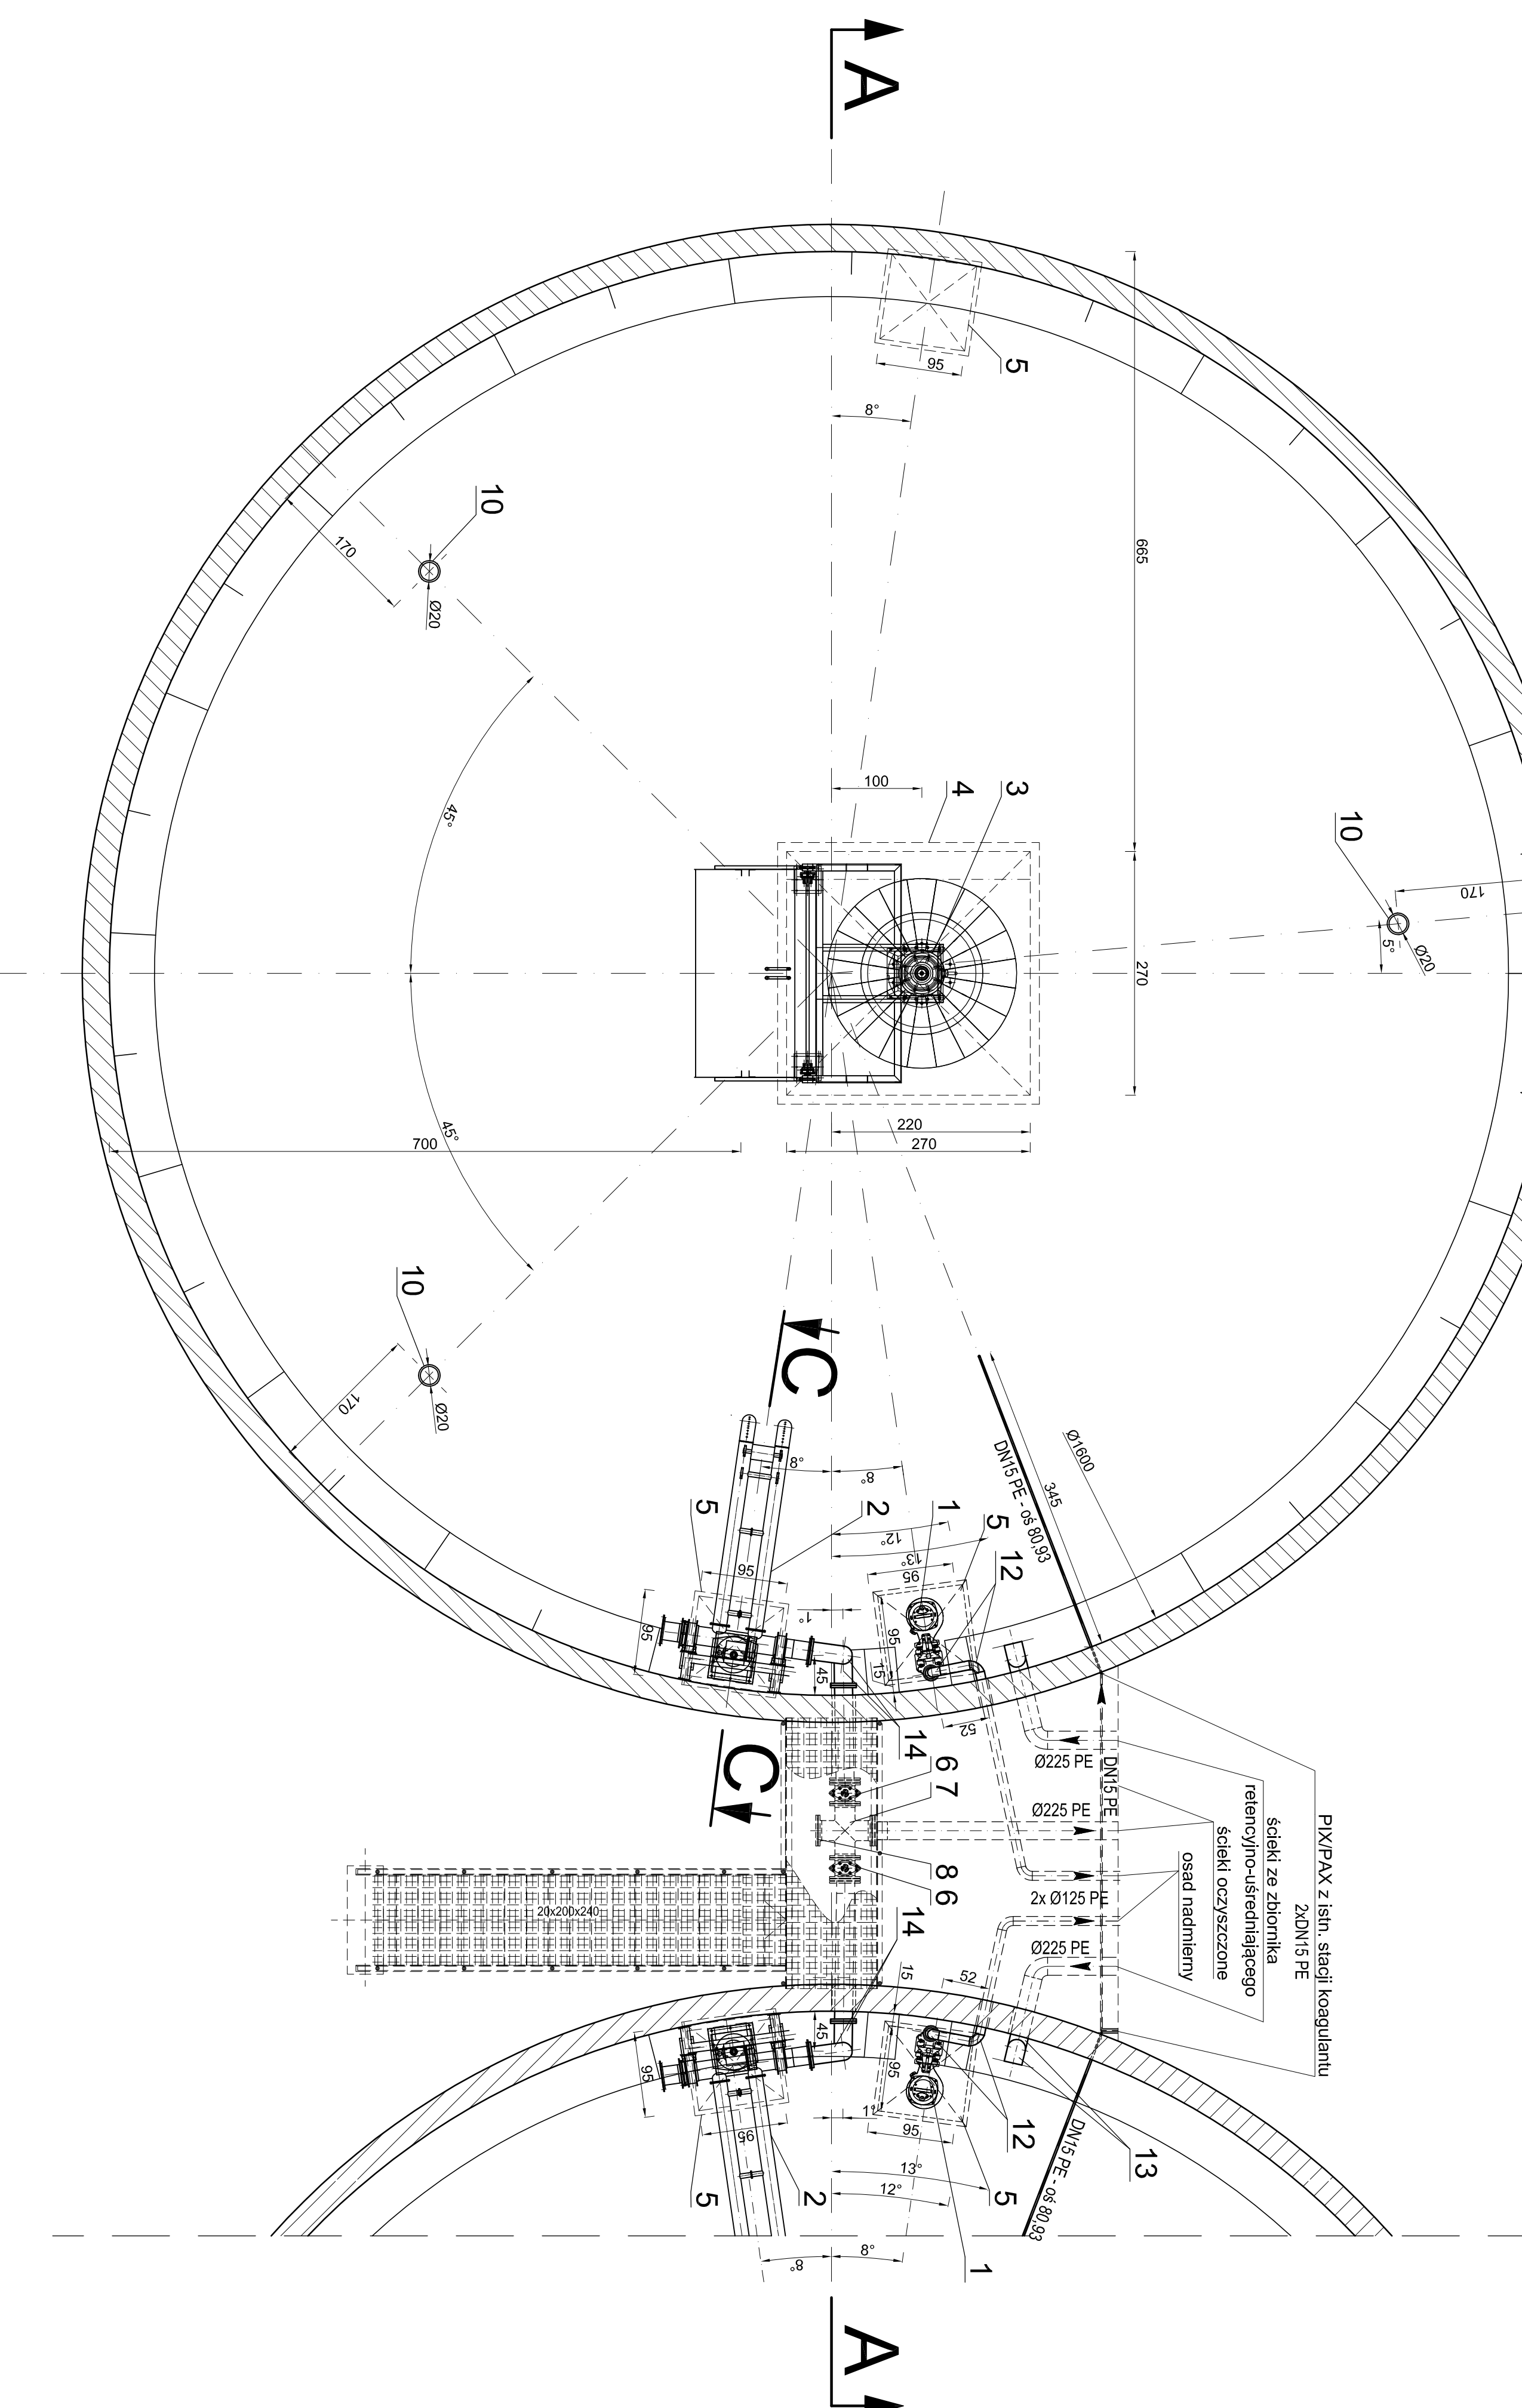 A
5
95
8°
665
10
170
Ø20
10
170
Ø20
5°
45°
45°
100
4
3
270
220
270
700
10
170
Ø20
C
8°
8°
12°
13°
1
5
12
2
5
95
95
95
95
15
1°
45
52
345
Ø1600
DN15 PE - oś 80,93
14
C
6
7
8
6
14
20x200x240
Ø225 PE
DN15 PE
Ø225 PE
2x Ø125 PE
Ø225 PE
PIX/PAX z istn. stacji koagulantu
2xDN15 PE
ścieki ze zbiornika
retencyjno-uśredniającego
ścieki oczyszczone
osad nadmierny
15
52
45
95
95
95
95
1°
12
13
DN15 PE - oś 80,93
13°
12°
5
2
5
8°
8°
1
A